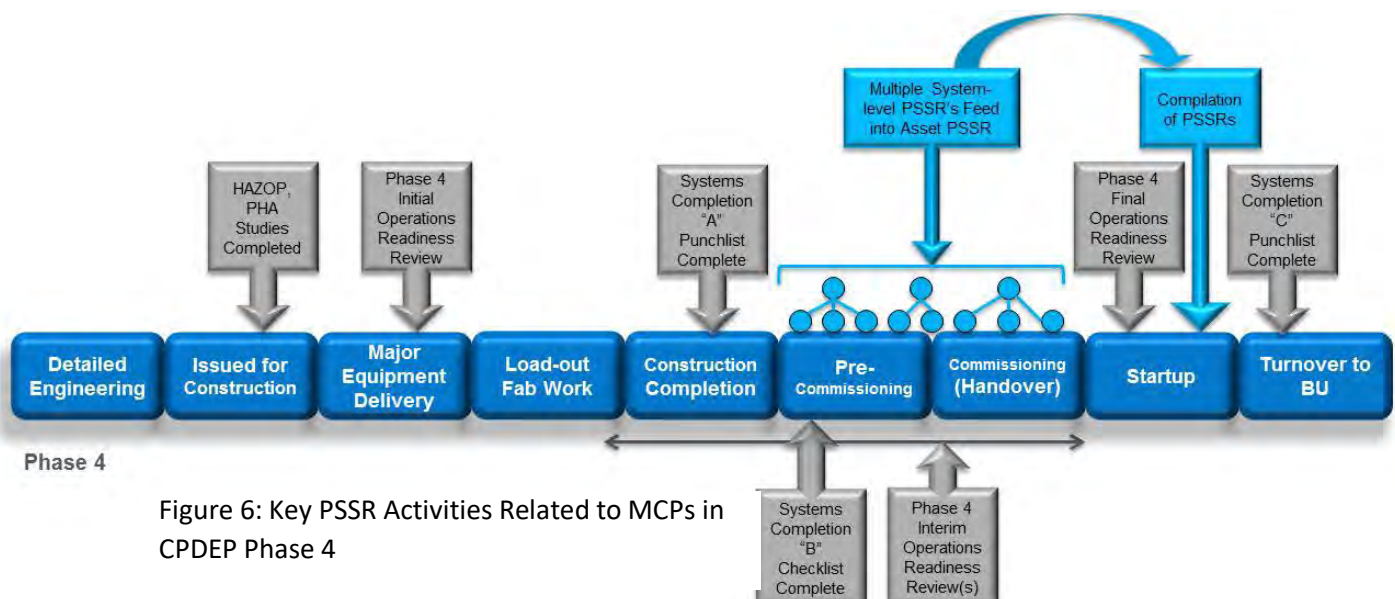 Multiple System-
level PSSR's Feed
into Asset PSSR
Compilation
of PSSRs
HAZOP,
PHA
Studies
Completed
Phase 4
Initial
Operations
Readiness
Review
Systems
Completion
"A"
Punchlist
Complete
Phase 4
Final
Operations
Readiness
Review
Systems
Completion
"C"
Punchlist
Complete
Detailed
Engineering
Issued for
Construction
Major
Equipment
Delivery
Load-out
Fab Work
Construction
Completion
Pre-
Commissioning
Commissioning
(Handover)
Startup
Turnover to
BU
Phase 4
Figure 6: Key PSSR Activities Related to MCPs in
CPDEP Phase 4
Systems
Completion
"B"
Checklist
Complete
Phase 4
Interim
Operations
Readiness
Review(s)